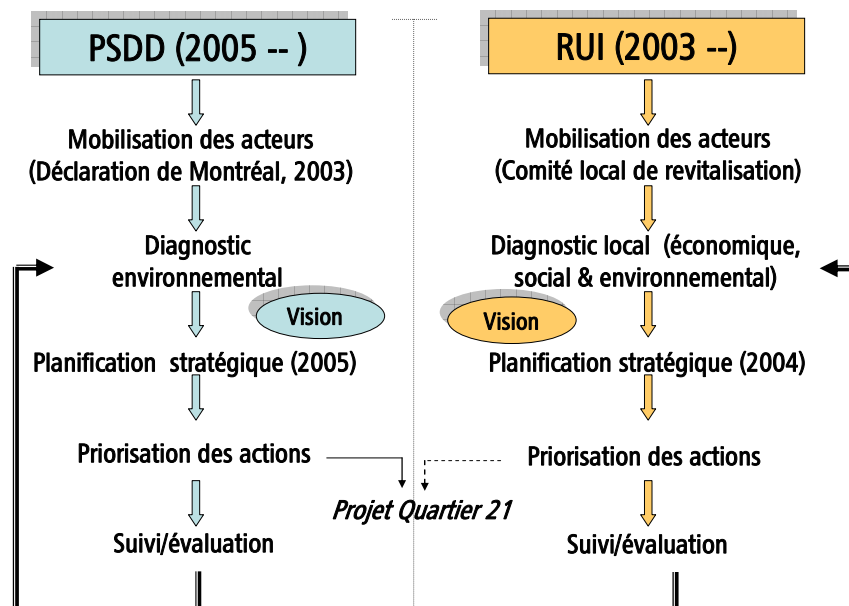 PSDD (2005 -- )
Mobilisation des acteurs
(Déclaration de Montréal, 2003)
Diagnostic
environnemental
Vision
Planification stratégique (2005)
Priorisation des actions
Projet Quartier 21
Suivi/évaluation
RUI (2003 --)
Mobilisation des acteurs
(Comité local de revitalisation)
Diagnostic local (économique,
social & environnemental)
Vision
Planification stratégique (2004)
Priorisation des actions
Suivi/évaluation